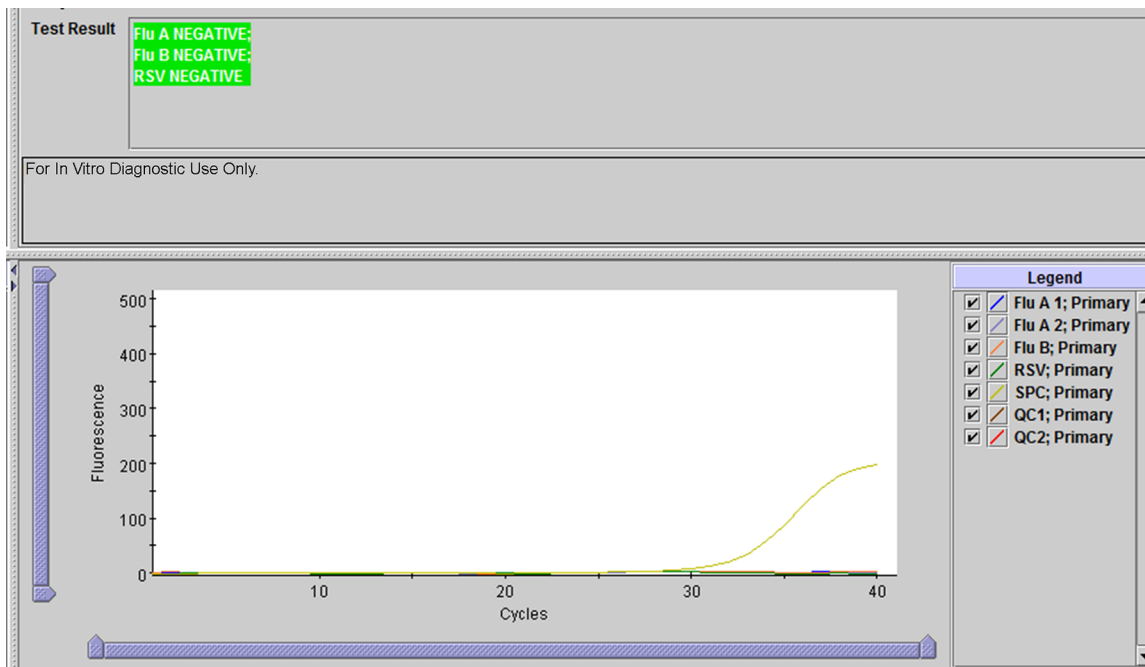 Test Result
Flu A NEGATIVE;
Flu B NEGATIVE;
RSV NEGATIVE
For In Vitro Diagnostic Use Only.
500
400
300
200
100
0
Fluorescence
10 20 30 40
Cycles
Legend
Flu A 1; Primary
Flu A 2; Primary
Flu B; Primary
RSV; Primary
SPC; Primary
QC1; Primary
QC2; Primary